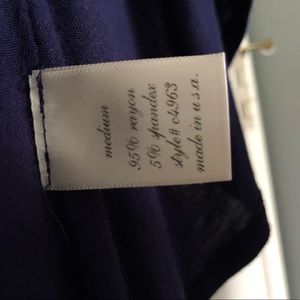 medium
95% rayon
5% spandex
style# c4963
made in u.s.a.